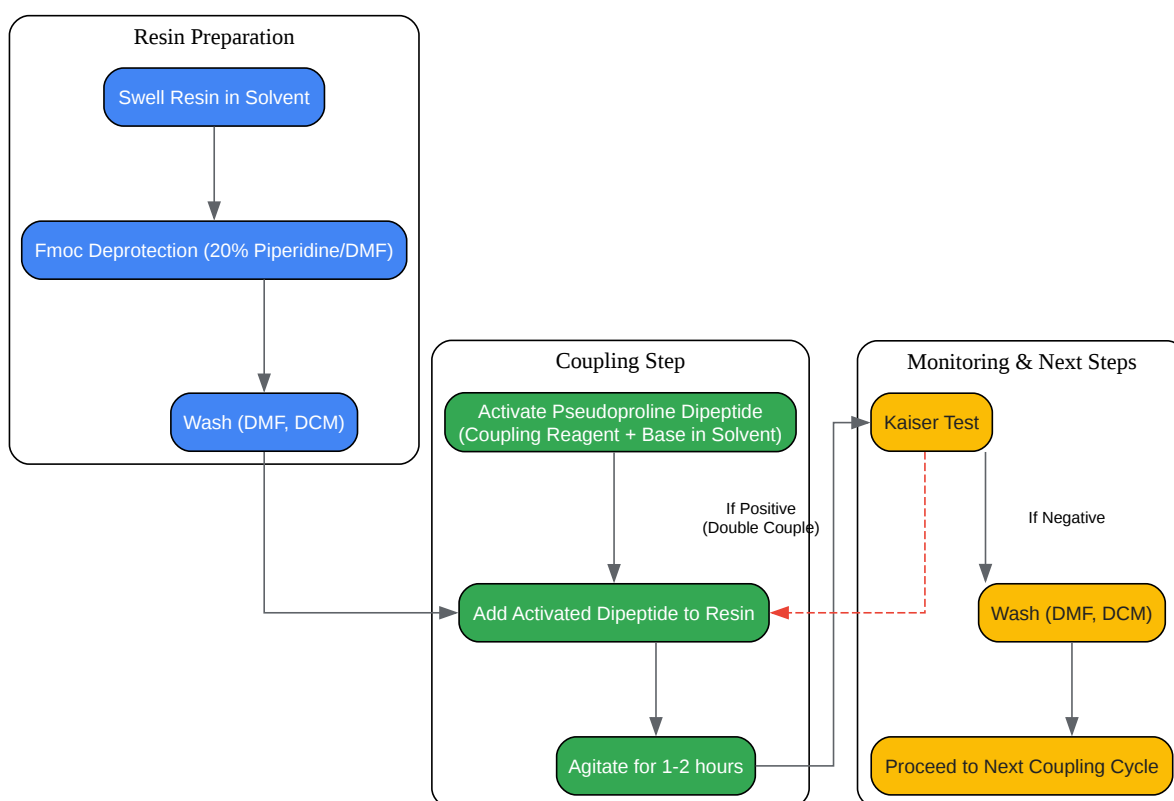 Resin Preparation
Swell Resin in Solvent
Fmoc Deprotection (20% Piperidine/DMF)
Wash (DMF, DCM)
Coupling Step
Activate Pseudoproline Dipeptide
(Coupling Reagent + Base in Solvent)
If Positive
(Double Couple)
Add Activated Dipeptide to Resin
Agitate for 1-2 hours
Monitoring & Next Steps
Kaiser Test
If Negative
Wash (DMF, DCM)
Proceed to Next Coupling Cycle